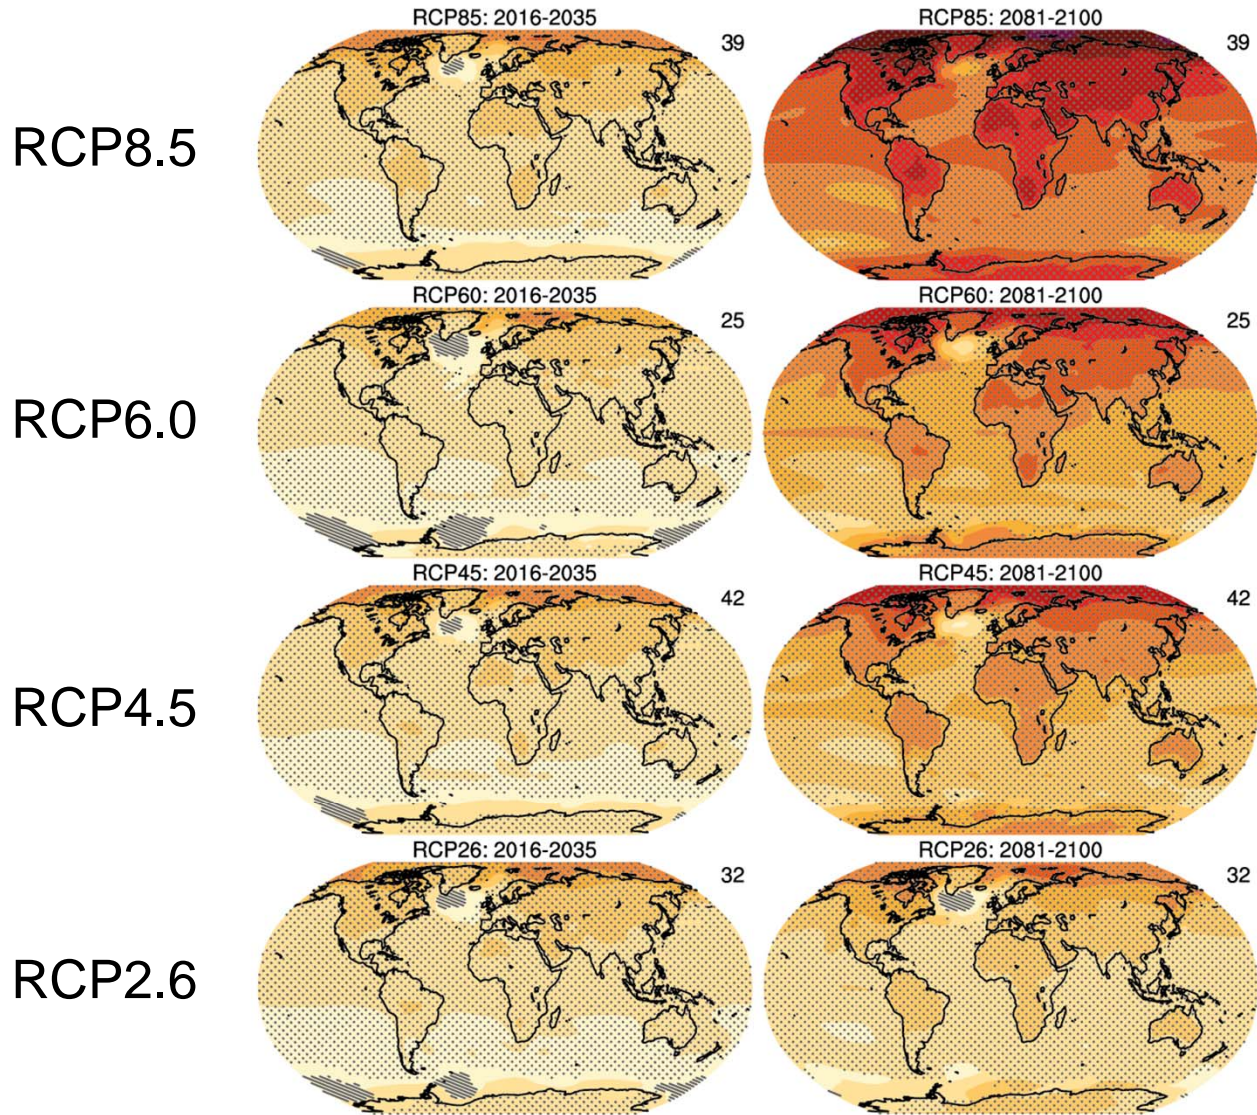 RCP85: 2016-2035 RCP85: 2081-2100
39 39
RCP8.5
RCP60: 2016-2035 RCP60: 2081-2100
25 25
RCP6.0
RCP45: 2016-2035 RCP45: 2081-2100
42 42
RCP4.5
RCP26: 2016-2035 RCP26: 2081-2100
32 32
RCP2.6